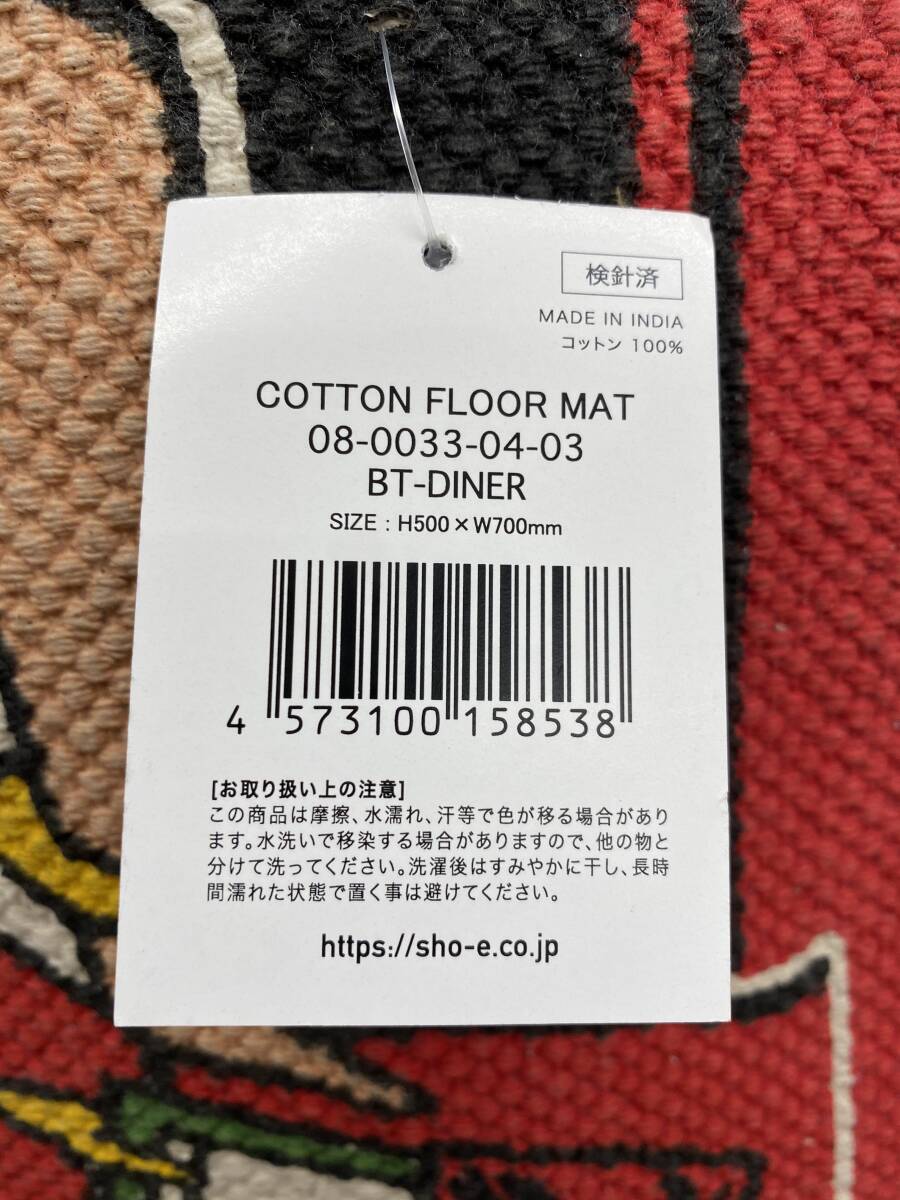 検針済
MADE IN INDIA
コットン 100%
COTTON FLOOR MAT
08-0033-04-03
BT-DINER
SIZE : H500×W700mm
4 573100 158538
[お取り扱い上の注意]
この商品は摩擦、水濡れ、汗等で色が移る場合があり
ます。水洗いで移染する場合がありますので、他の物と
分けて洗ってください。洗濯後はすみやかに干し、長時
間濡れた状態で置く事は避けてください。
https://sho-e.co.jp